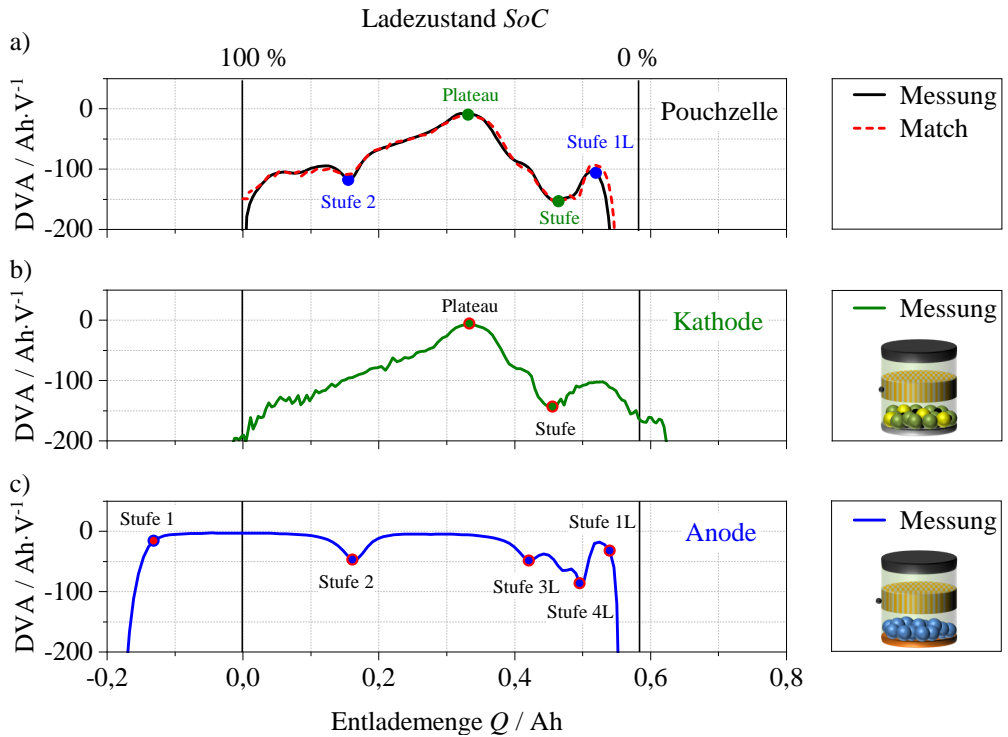 Ladezustand SoC
a)
100 %
0 %
DVA / Ah·V⁻¹
0
-100
-200
Plateau
Stufe 2
Stufe
Stufe 1L
Pouchzelle
Messung
Match
b)
DVA / Ah·V⁻¹
0
-100
-200
Plateau
Stufe
Kathode
Messung
c)
DVA / Ah·V⁻¹
0
-100
-200
Stufe 1
Stufe 2
Stufe 3L
Stufe 4L
Stufe 1L
Anode
Messung
-0,2 0,0 0,2 0,4 0,6 0,8
Entlademenge Q / Ah